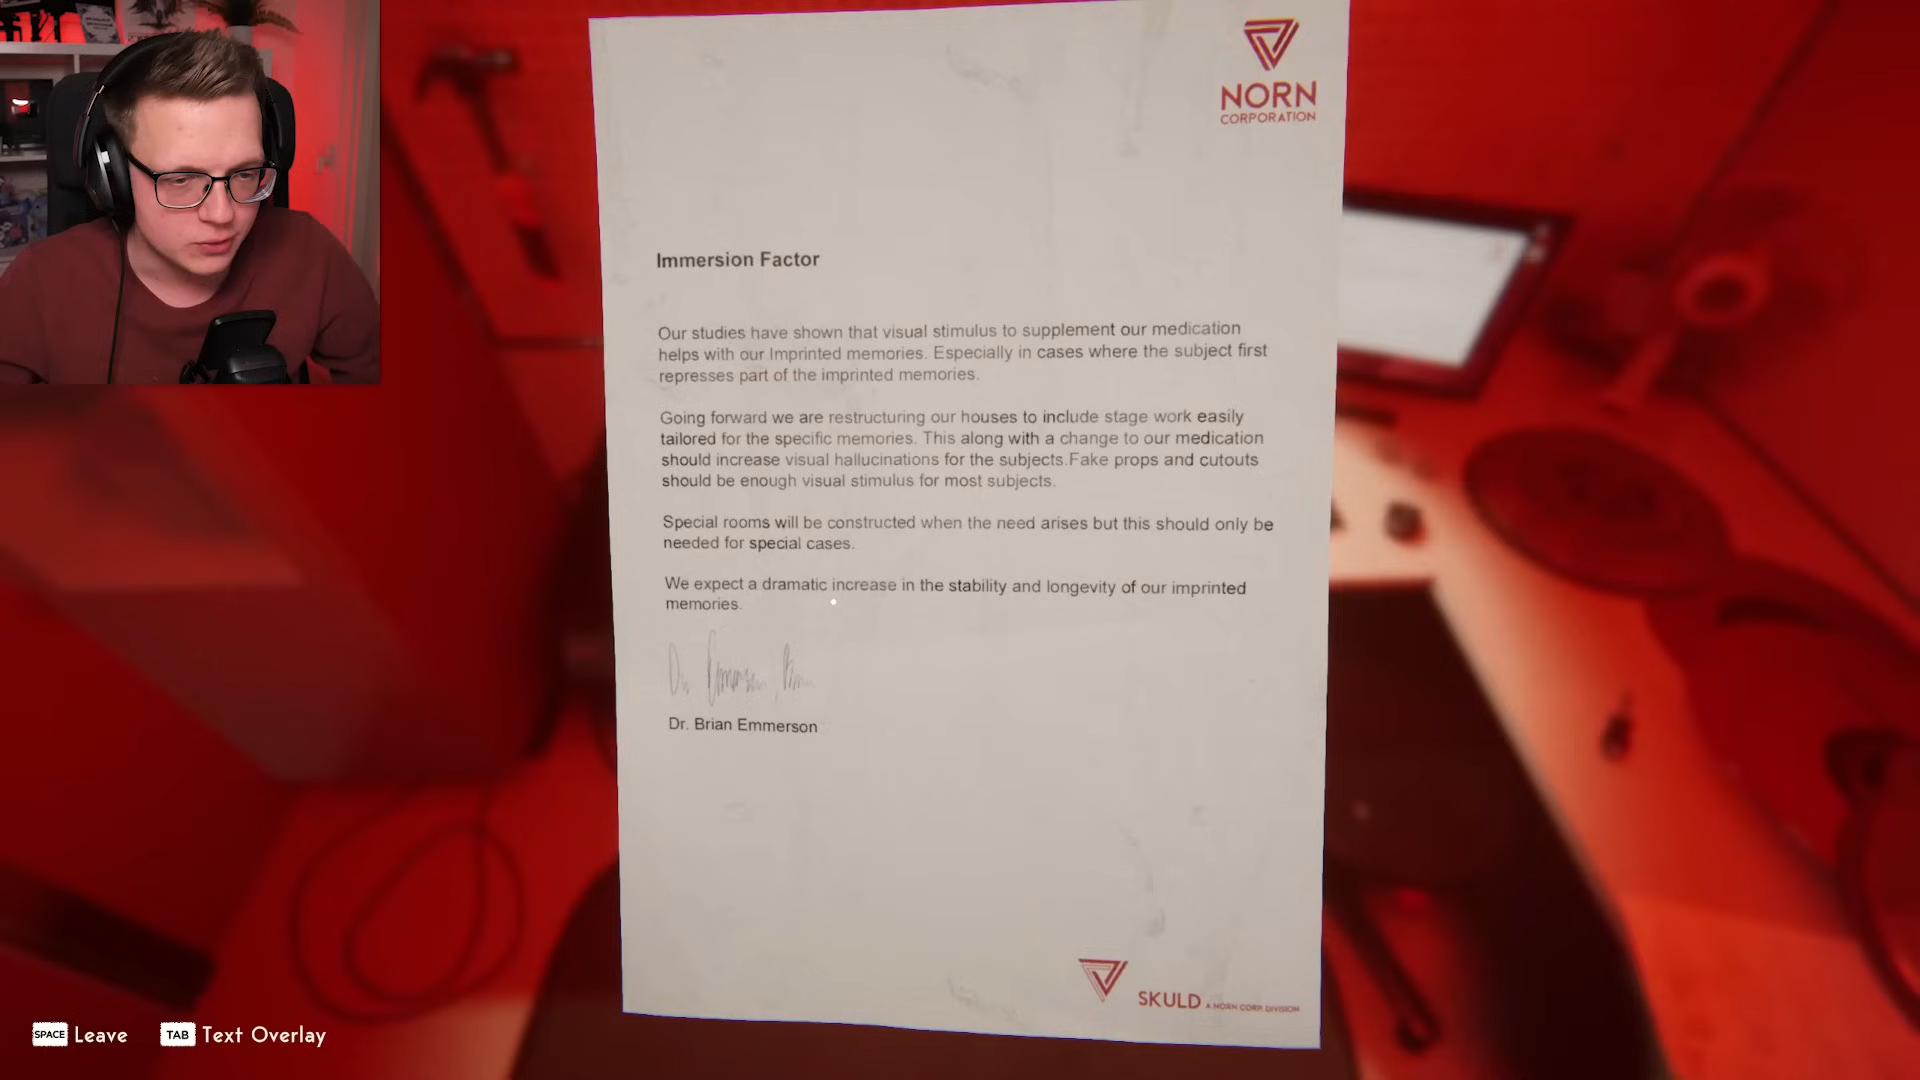 NORN
CORPORATION
Immersion Factor
Our studies have shown that visual stimulus to supplement our medication
helps with our Imprinted memories. Especially in cases where the subject first
represses part of the imprinted memories.
Going forward we are restructuring our houses to include stage work easily
tailored for the specific memories. This along with a change to our medication
should increase visual hallucinations for the subjects.Fake props and cutouts
should be enough visual stimulus for most subjects.
Special rooms will be constructed when the need arises but this should only be
needed for special cases.
We expect a dramatic increase in the stability and longevity of our imprinted
memories.
Dr. Brian Emmerson
SKULD A NORN CORP. DIVISION
SPACE Leave TAB Text Overlay